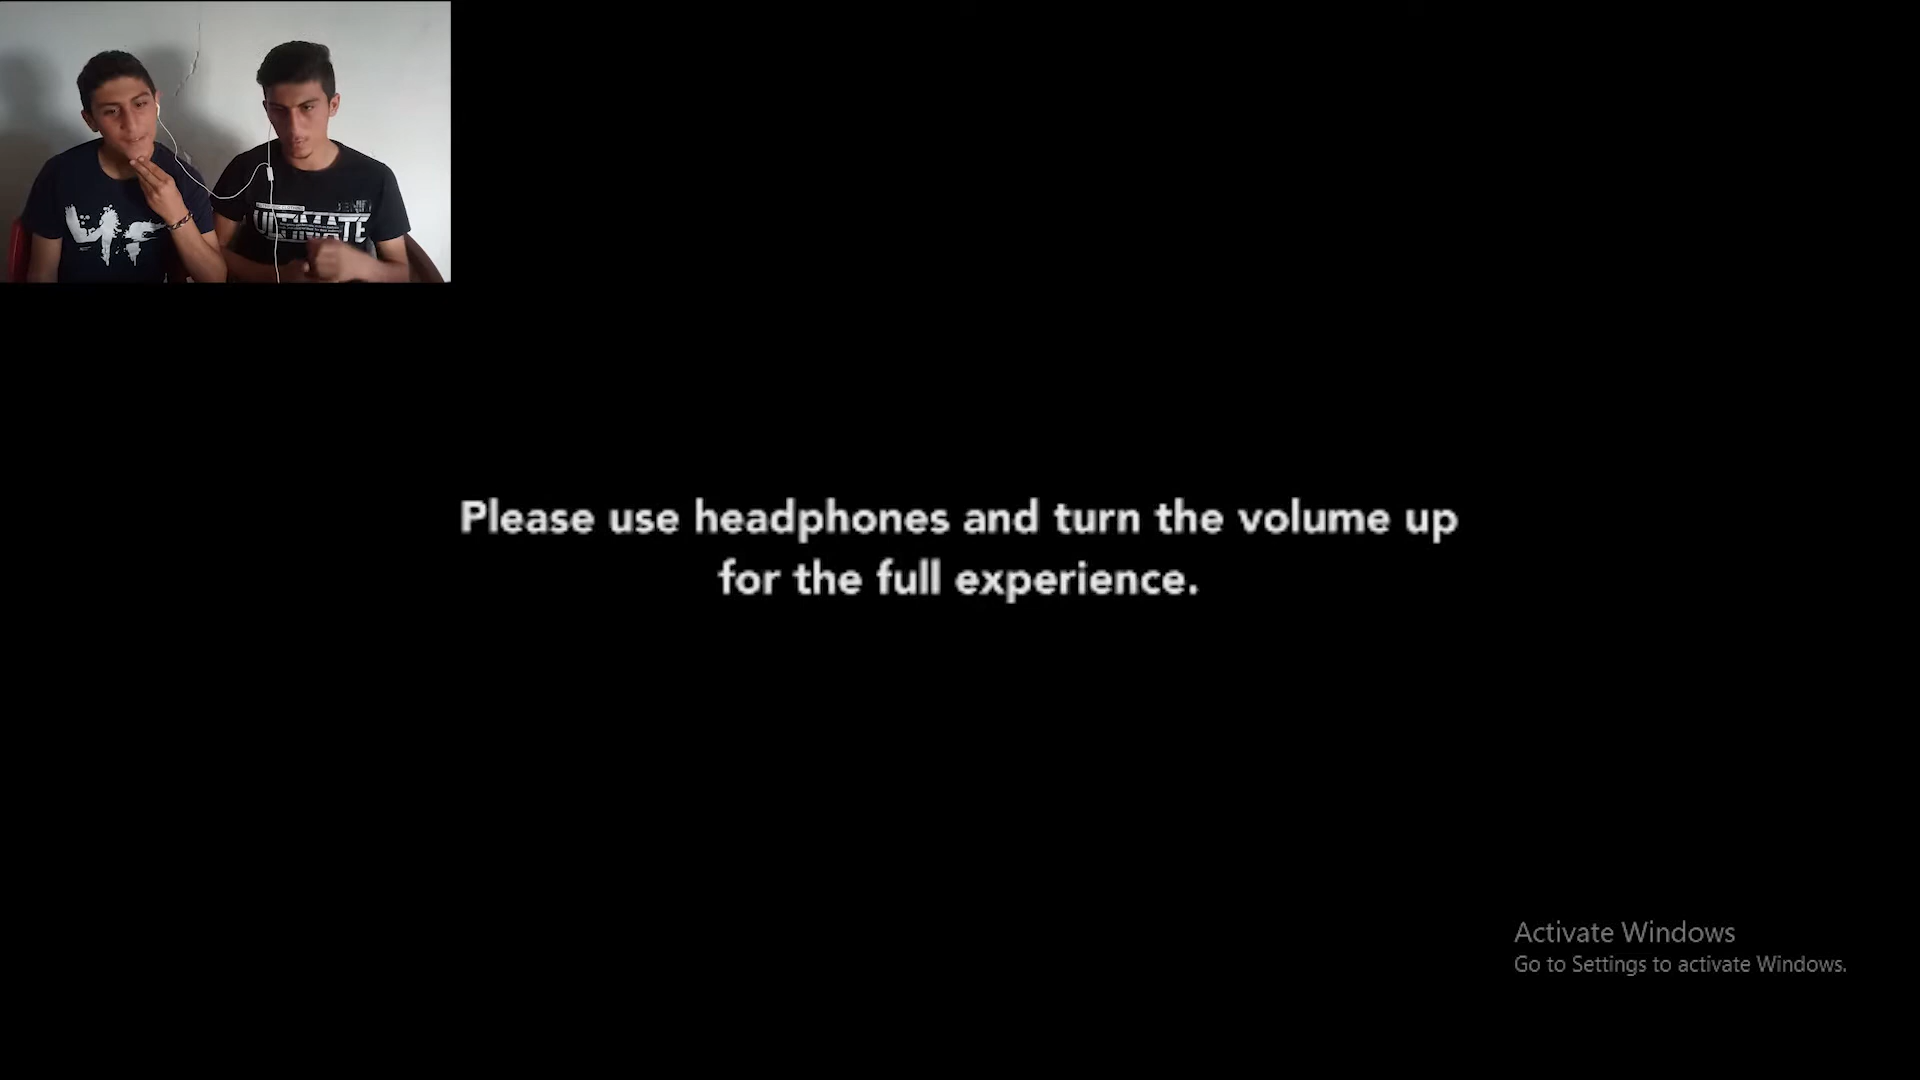 ULTIMATE
Please use headphones and turn the volume up
for the full experience.
Activate Windows
Go to Settings to activate Windows.